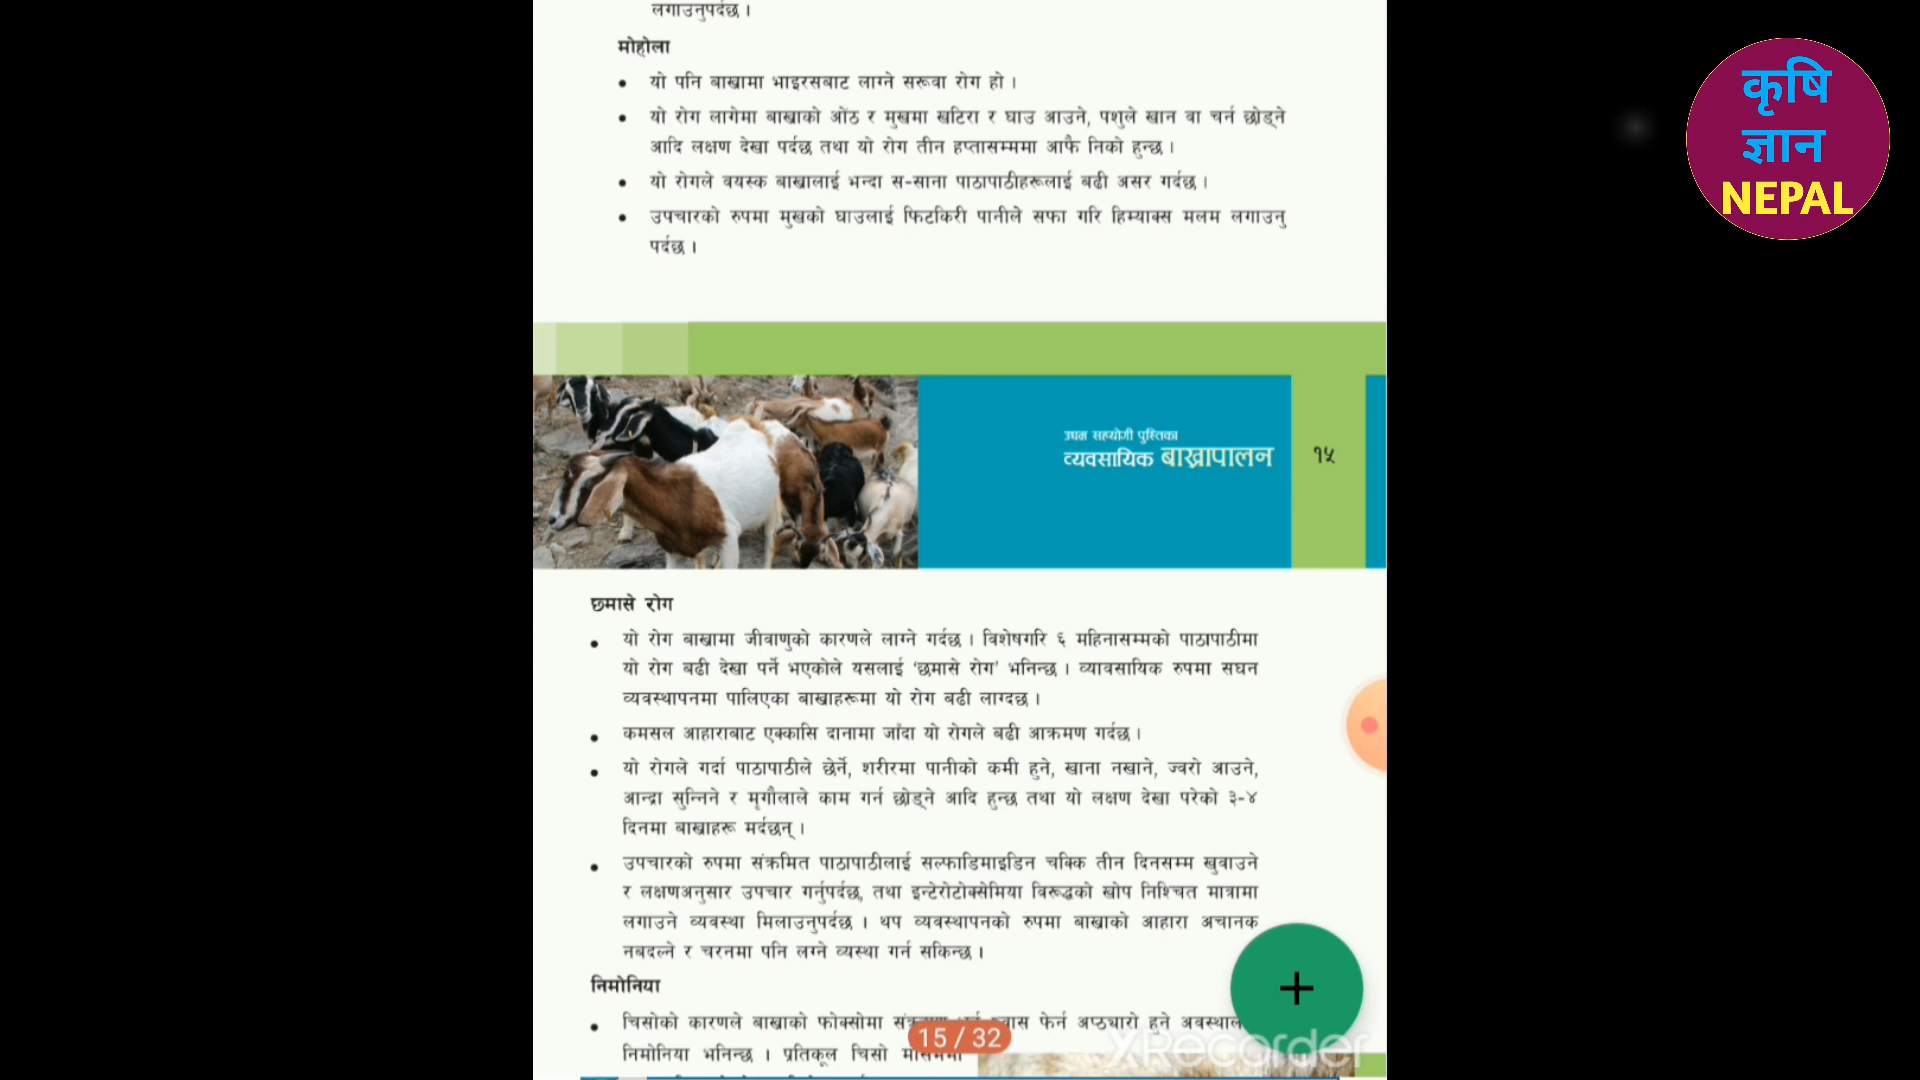 लगाउनुपर्दछ ।
मोहोला
• यो पनि बाख्रामा भाइरसबाट लाग्ने सरूवा रोग हो ।
• यो रोग लागेमा बाख्राको ओंठ र मुखमा खटिरा र घाउ आउने, पशुले खान वा चर्न छोड्ने
आदि लक्षण देखा पर्दछ तथा यो रोग तीन हप्तासम्ममा आफै निको हुन्छ ।
• यो रोगले वयस्क बाख्रालाई भन्दा स-साना पाठापाठीहरूलाई बढी असर गर्दछ ।
• उपचारको रुपमा मुखको घाउलाई फिटकिरी पानीले सफा गरि हिम्याक्स मलम लगाउनु
पर्दछ ।
कृषि
ज्ञान
NEPAL
उद्यम सहयोगी पुस्तिका
व्यवसायिक बाख्रापालन
१५
छमासे रोग
• यो रोग बाख्रामा जीवाणुको कारणले लाग्ने गर्दछ । विशेषगरि ६ महिनासम्मको पाठापाठीमा
यो रोग बढी देखा पर्ने भएकोले यसलाई ‘छमासे रोग’ भनिन्छ । व्यावसायिक रुपमा सघन
व्यवस्थापनमा पालिएका बाख्राहरूमा यो रोग बढी लाग्दछ ।
• कमसल आहाराबाट एक्कासि दानामा जाँदा यो रोगले बढी आक्रमण गर्दछ ।
• यो रोगले गर्दा पाठापाठीले छेर्ने, शरीरमा पानीको कमी हुने, खाना नखाने, ज्वरो आउने,
आन्द्रा सुन्निने र मृगौलाले काम गर्न छोड्ने आदि हुन्छ तथा यो लक्षण देखा परेको ३-४
दिनमा बाख्राहरू मर्दछन् ।
• उपचारको रुपमा संक्रमित पाठापाठीलाई सल्फाडिमाइडिन चक्कि तीन दिनसम्म खुवाउने
र लक्षणअनुसार उपचार गर्नुपर्दछ, तथा इन्टेरोटोक्सेमिया विरूद्धको खोप निश्चित मात्रामा
लगाउने व्यवस्था मिलाउनुपर्दछ । थप व्यवस्थापनको रुपमा बाख्राको आहारा अचानक
नबदल्ने र चरनमा पनि लग्ने व्यस्था गर्न सकिन्छ ।
निमोनिया
• चिसोको कारणले बाख्राको फोक्सोमा फेर्न अप्ठ्यारो हुने
निमोनिया भनिन्छ । प्रतिकूल चिसो
15 / 32
XRecorder